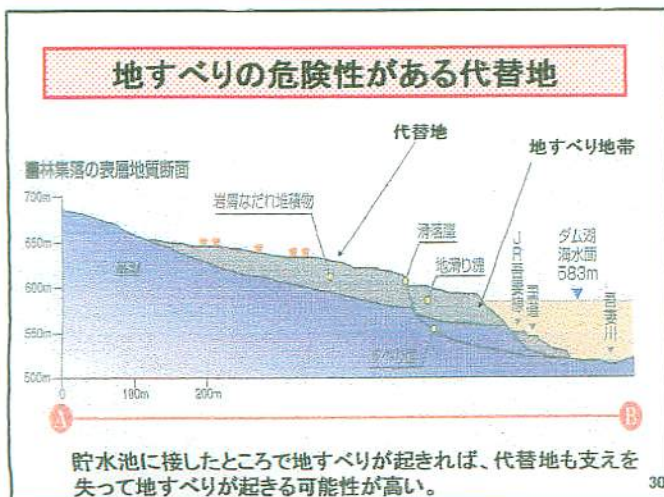 地すべりの危険性がある代替地
代替地
地すべり地帯
林集落の表層地質断面
700m
岩屑なだれ堆積物
滑落崖
ダム湖
湛水面
583m
JR吾妻線
650m
地滑り塊
600m
吾妻川
550m
500m
0
100m
200m
A
B
貯水池に接したところで地すべりが起きれば、代替地も支えを
失って地すべりが起きる可能性が高い。